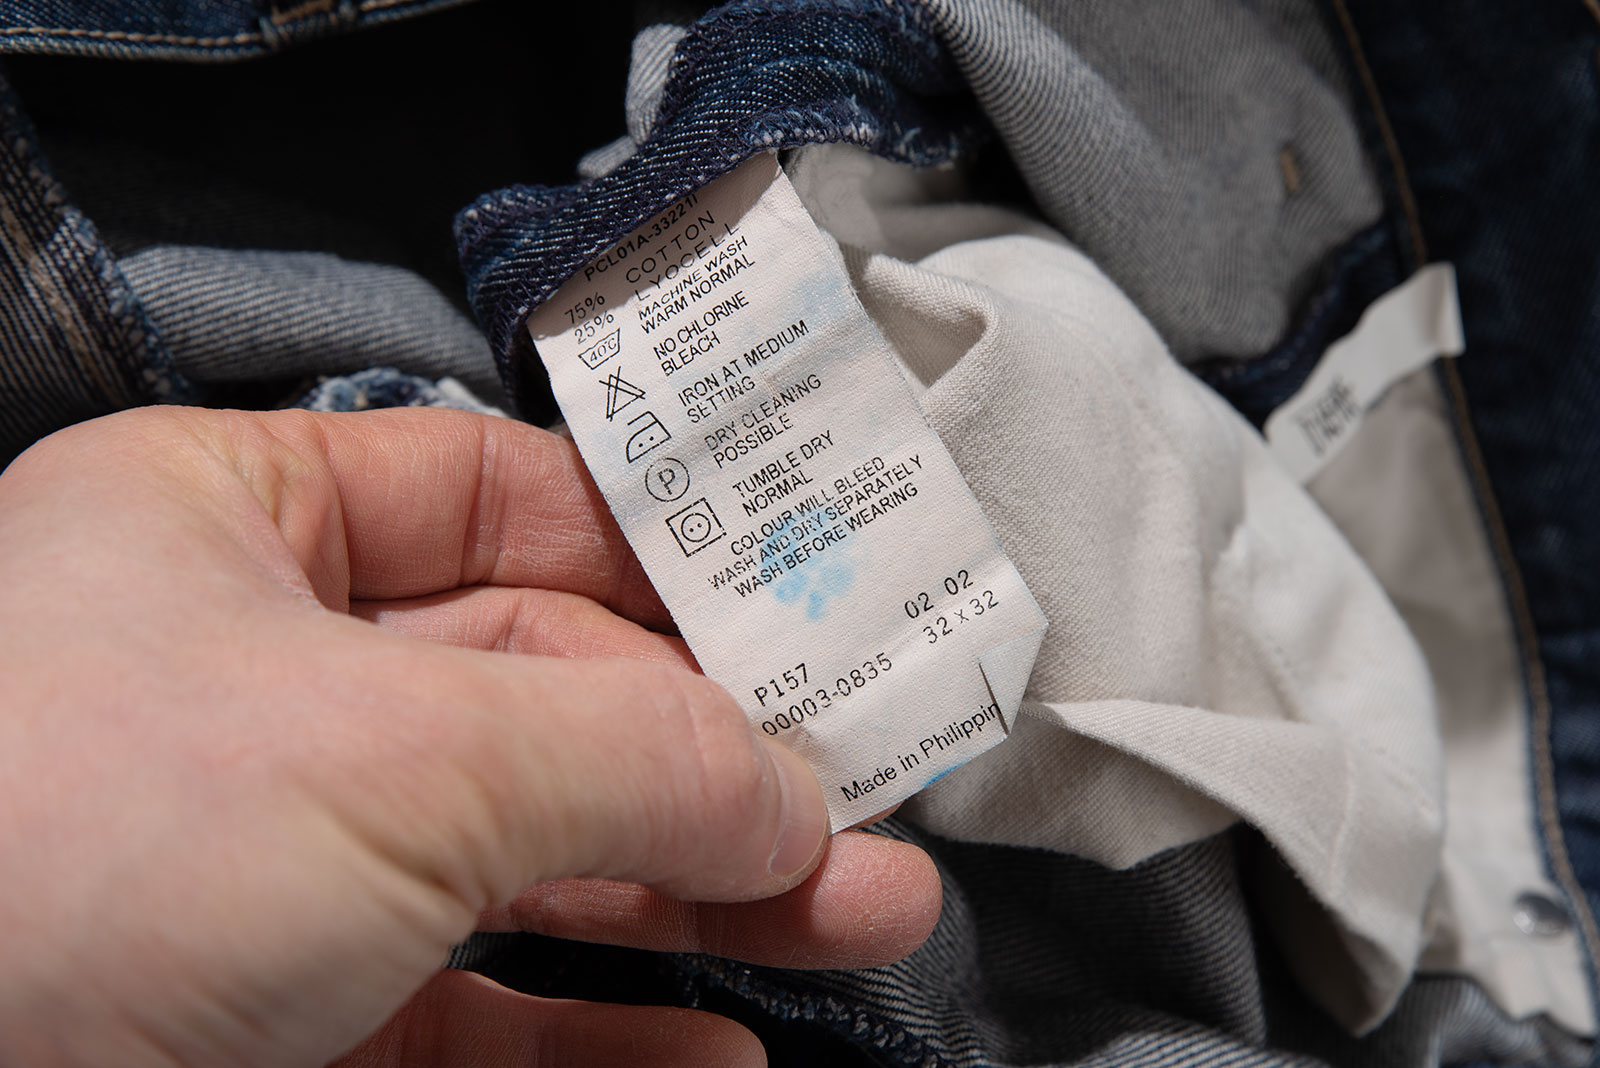 PCL01A-33221
75% COTTON
25% LYOCELL
40°C MACHINE WASH
WARM NORMAL
NO CHLORINE
BLEACH
IRON AT MEDIUM
SETTING
P DRY CLEANING
POSSIBLE
TUMBLE DRY
NORMAL
COLOUR WILL BLEED
WASH AND DRY SEPARATELY
WASH BEFORE WEARING
02 02
32 x 32
P157
00003-0835
Made in Philippin